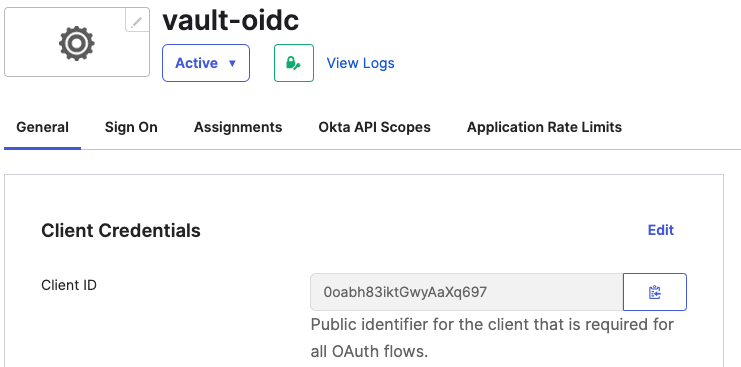 vault-oidc
Active
View Logs
General Sign On Assignments Okta API Scopes Application Rate Limits
Client Credentials Edit
Client ID 0oabh83iktGwyAaXq697
Public identifier for the client that is required for
all OAuth flows.